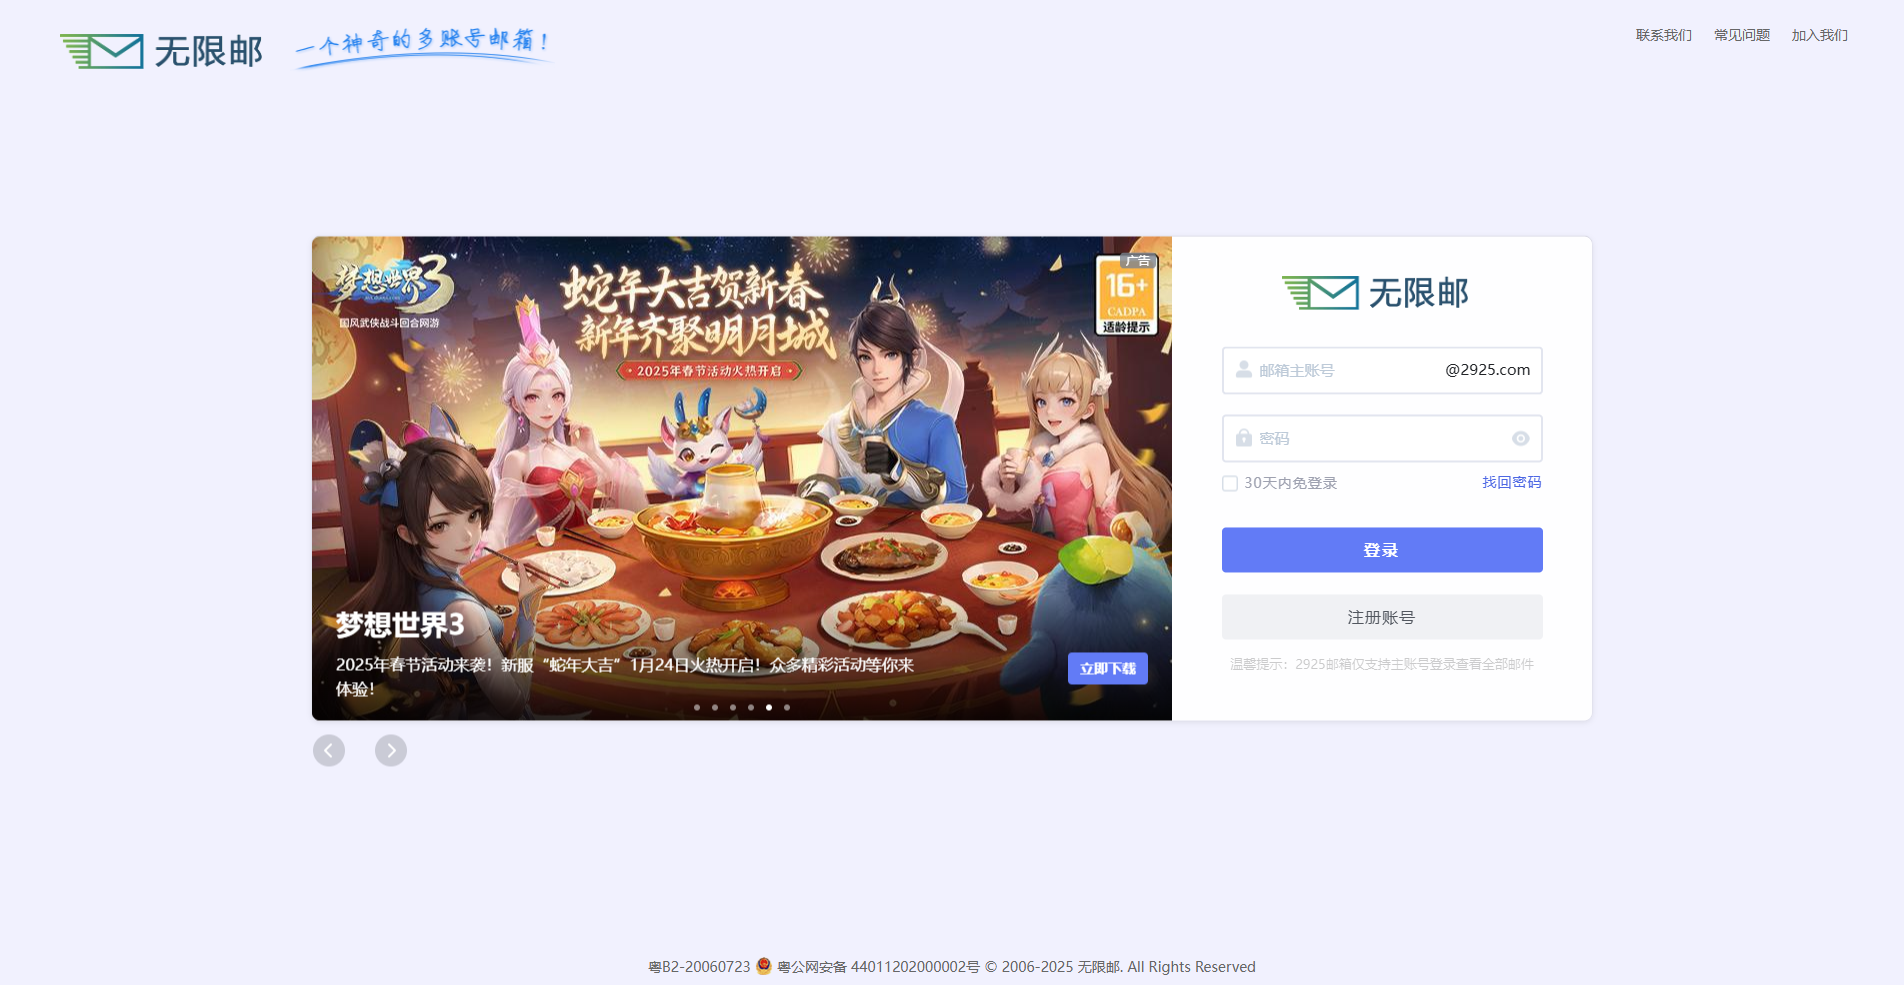 无限邮
一个神奇的多账号邮箱！
联系我们 常见问题 加入我们
梦想世界3
国风武侠战斗回合网游
蛇年大吉贺新春
新年齐聚明月城
2025年春节活动火热开启
广告
16+
CADPA
适龄提示
梦想世界3
2025年春节活动来袭！新服“蛇年大吉”1月24日火热开启！众多精彩活动等你来
体验！
立即下载
无限邮
邮箱主账号 @2925.com
密码
30天内免登录 找回密码
登录
注册账号
温馨提示：2925邮箱仅支持主账号登录查看全部邮件
粤B2-20060723 粤公网安备 44011202000002号 © 2006-2025 无限邮. All Rights Reserved